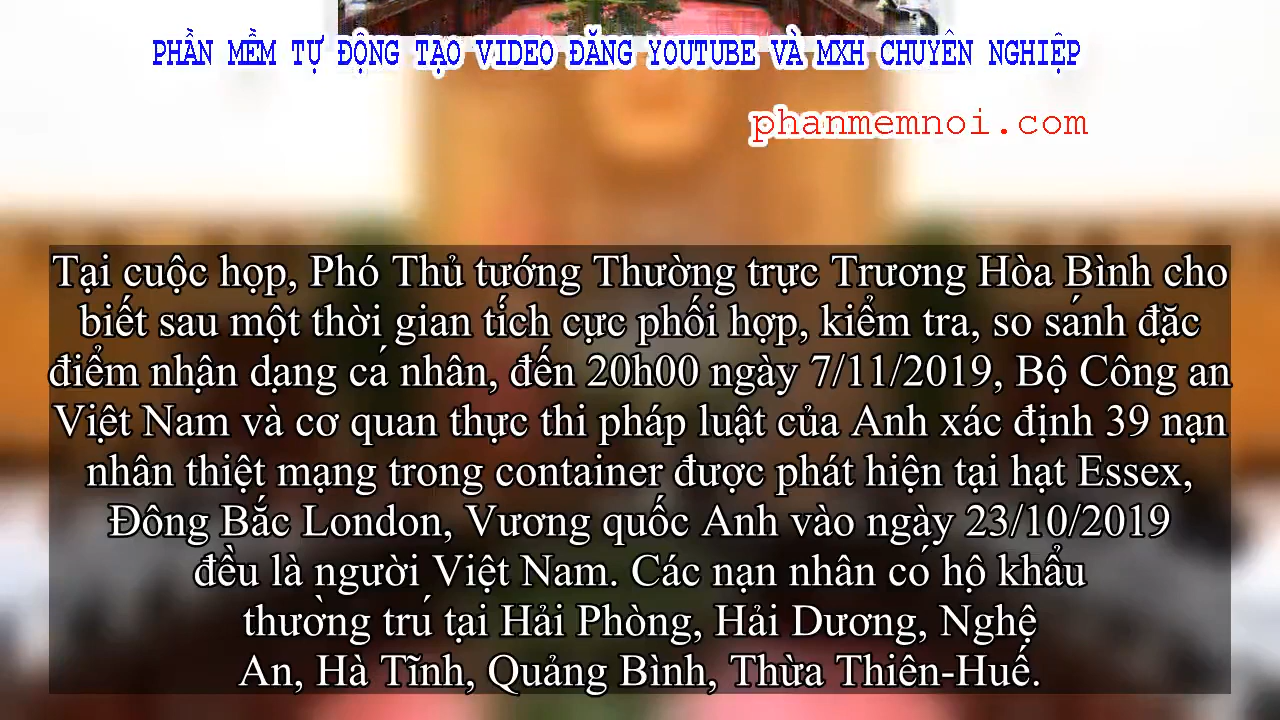 PHẦN MỀM TỰ ĐỘNG TẠO VIDEO ĐĂNG YOUTUBE VÀ MXH CHUYÊN NGHIỆP
phanmemnoi.com
Tại cuộc họp, Phó Thủ tướng Thường trực Trương Hòa Bình cho
biết sau một thời gian tích cực phối hợp, kiểm tra, so sánh đặc
điểm nhận dạng cá nhân, đến 20h00 ngày 7/11/2019, Bộ Công an
Việt Nam và cơ quan thực thi pháp luật của Anh xác định 39 nạn
nhân thiệt mạng trong container được phát hiện tại hạt Essex,
Đông Bắc London, Vương quốc Anh vào ngày 23/10/2019
đều là người Việt Nam. Các nạn nhân có hộ khẩu
thường trú tại Hải Phòng, Hải Dương, Nghệ
An, Hà Tĩnh, Quảng Bình, Thừa Thiên-Huế.